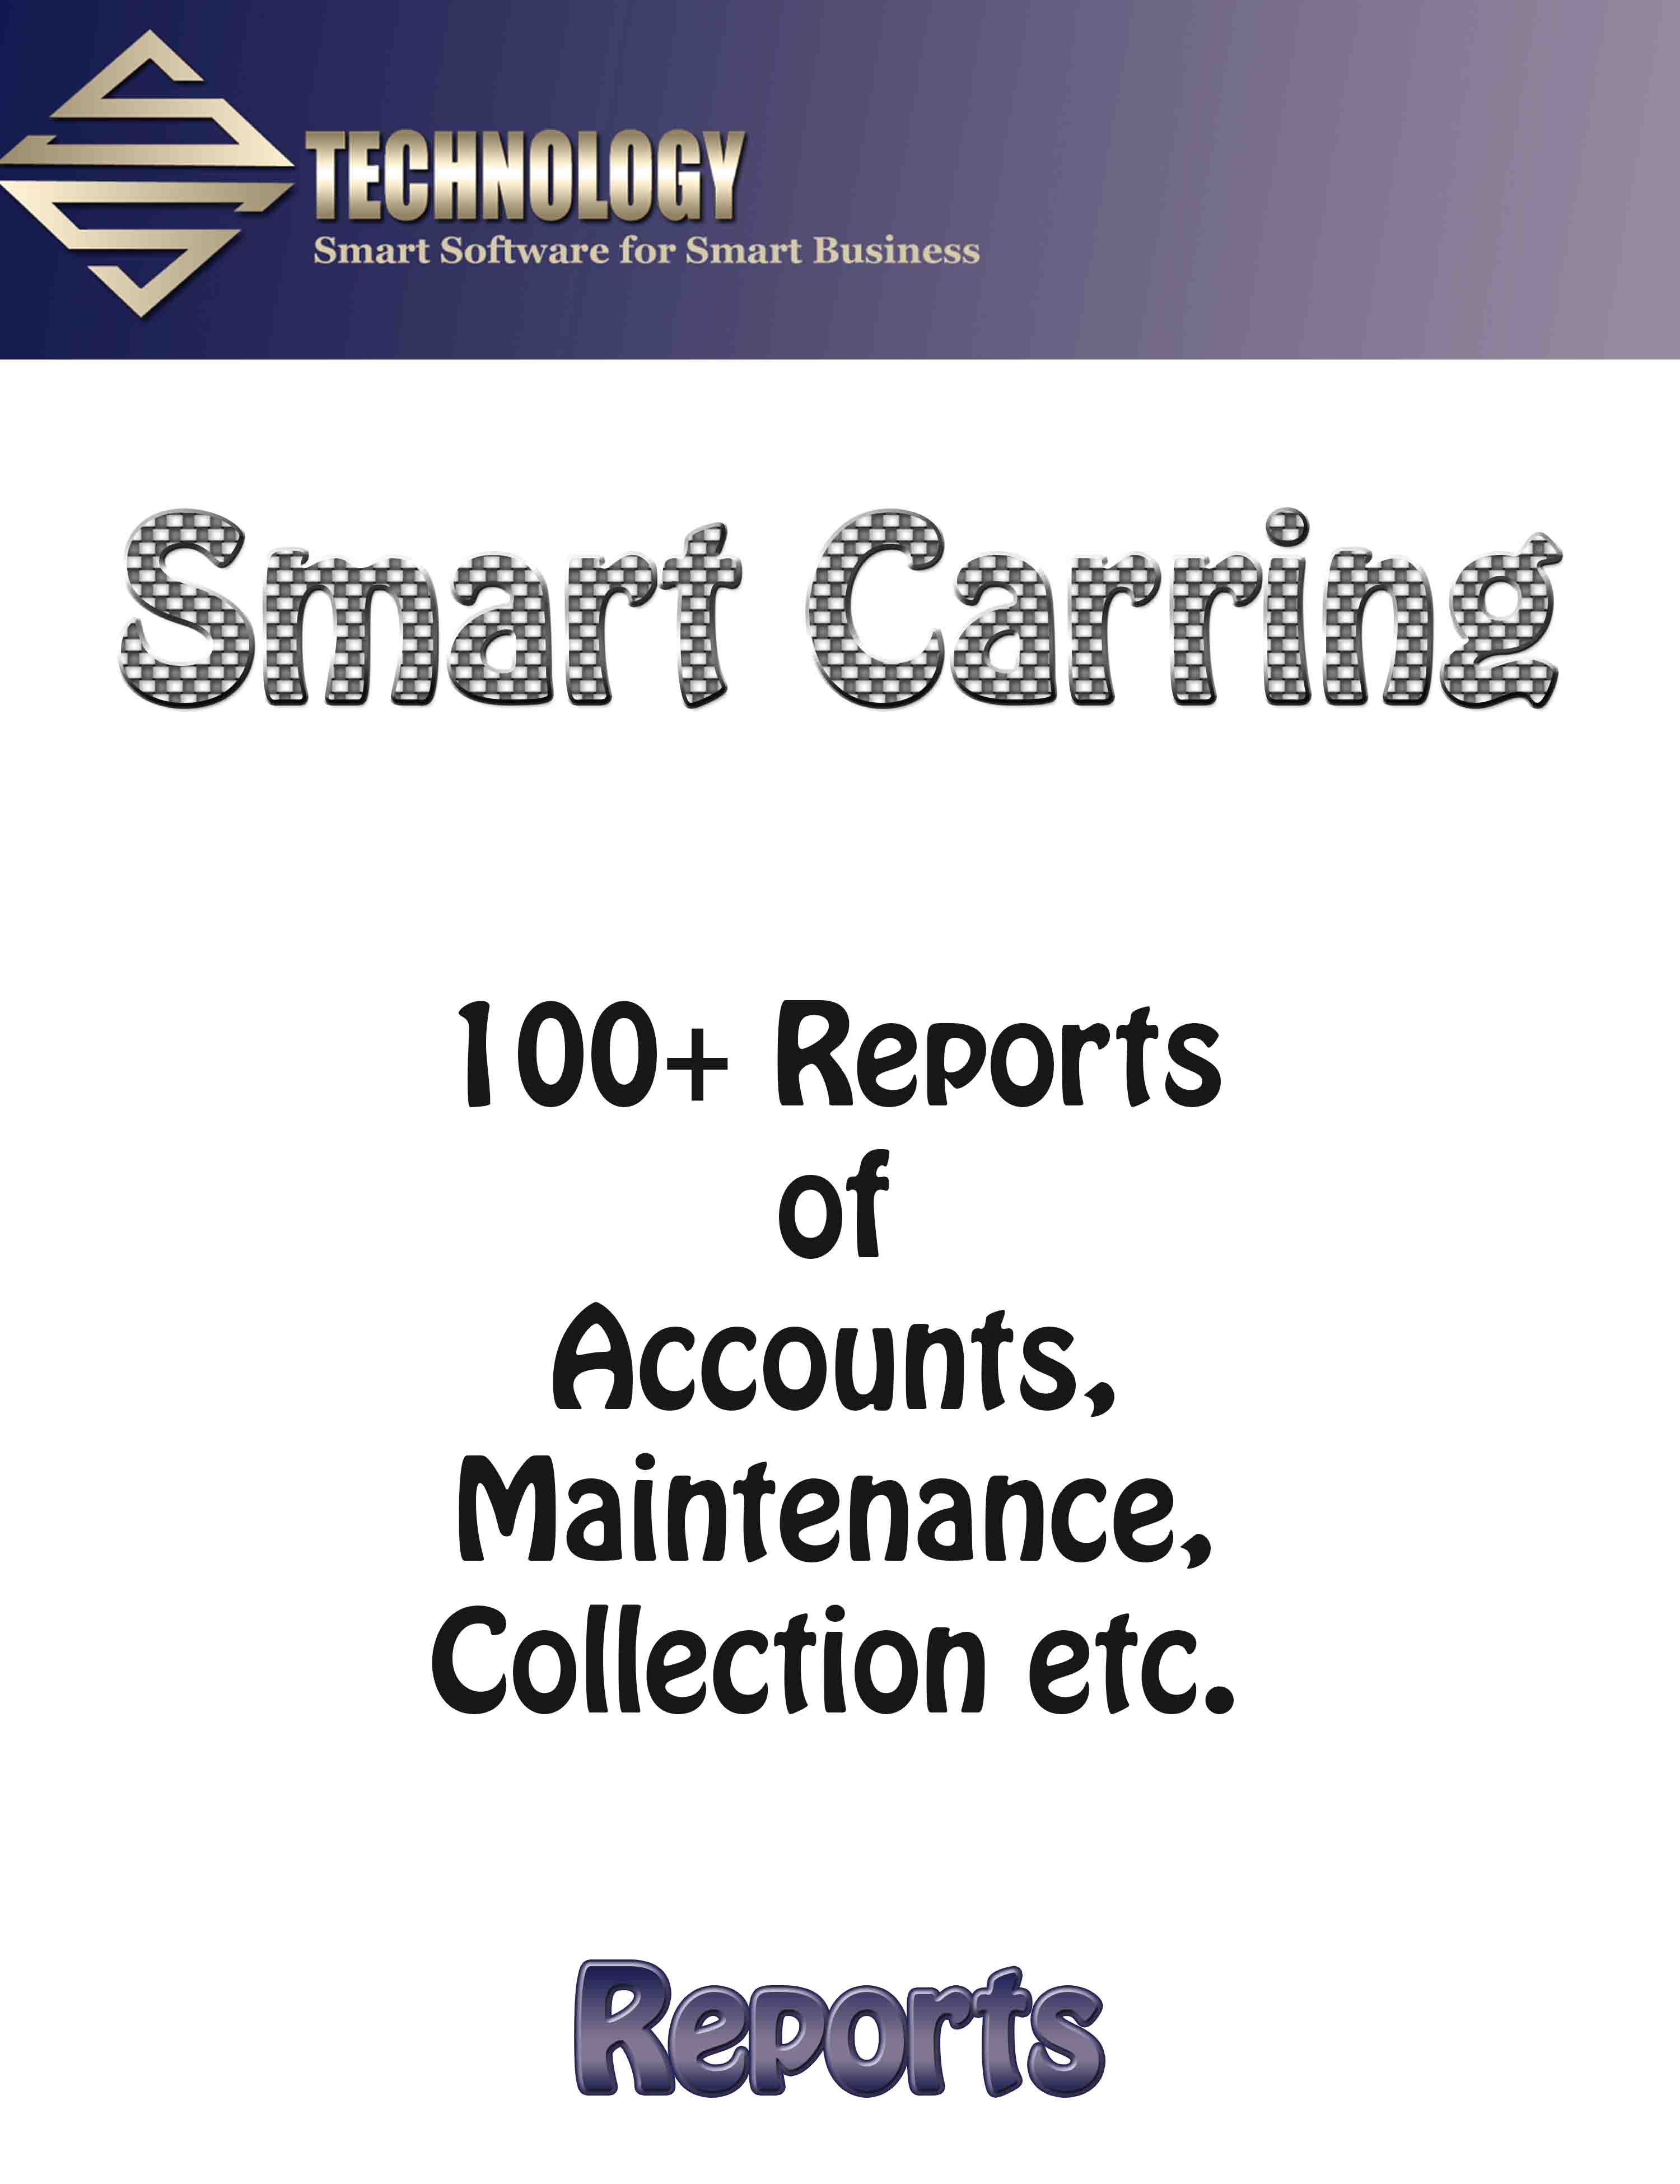 TECHNOLOGY
Smart Software for Smart Business
Smart Carring
100+ Reports
of
Accounts,
Maintenance,
Collection etc.
Reports